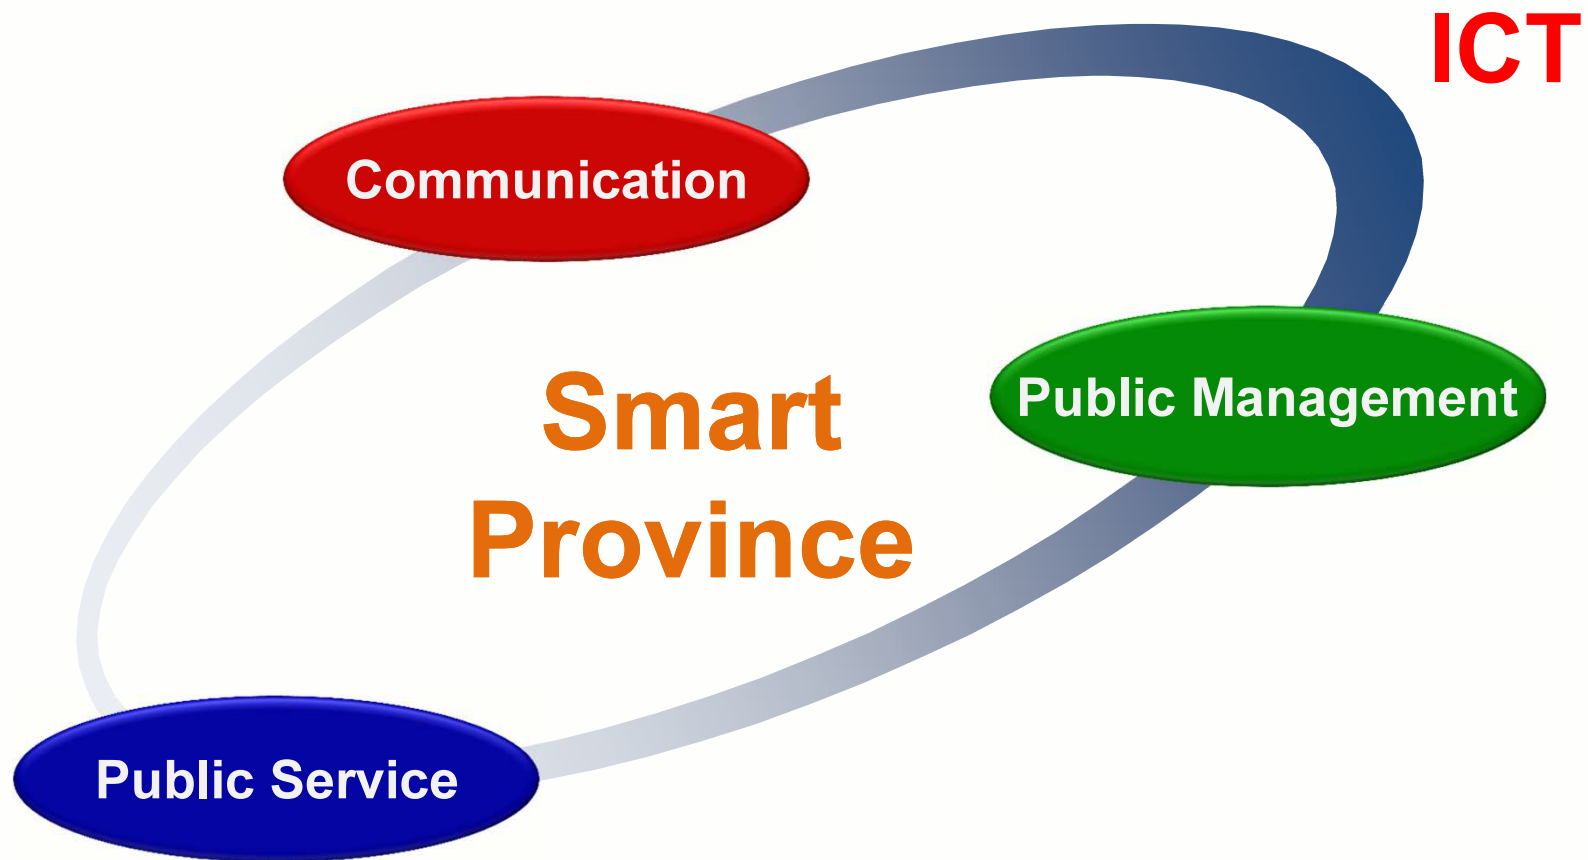 ICT
Communication
Smart
Province
Public Management
Public Service